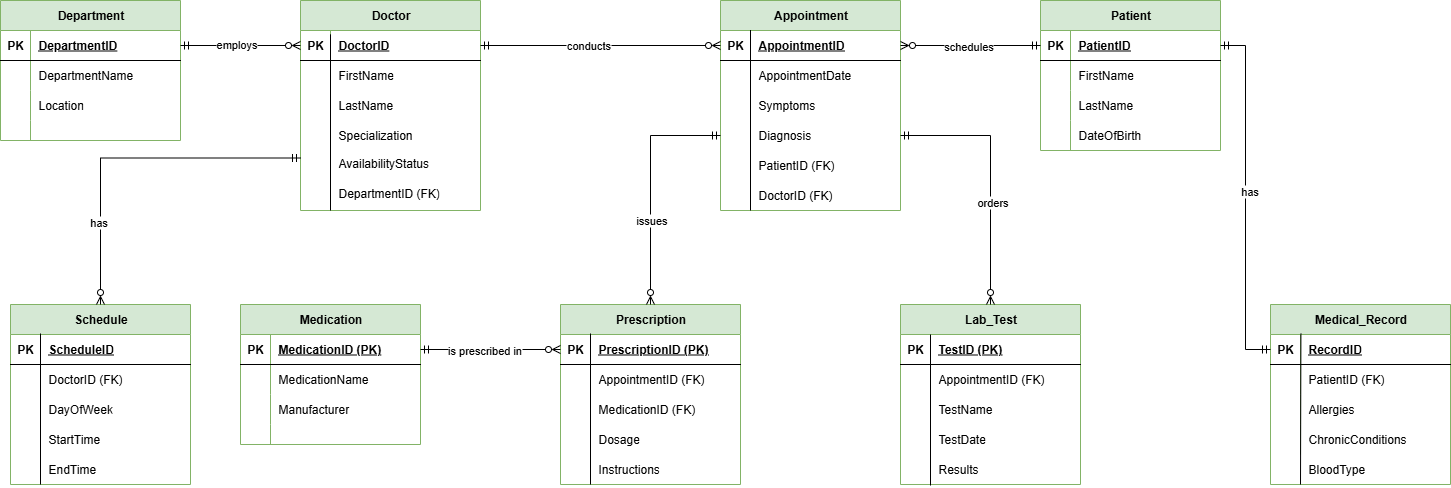 Department
PK DepartmentID
DepartmentName
Location
employs
Doctor
PK DoctorID
FirstName
LastName
Specialization
AvailabilityStatus
DepartmentID (FK)
conducts
Appointment
PK AppointmentID
AppointmentDate
Symptoms
Diagnosis
PatientID (FK)
DoctorID (FK)
schedules
Patient
PK PatientID
FirstName
LastName
DateOfBirth
has
issues
orders
has
Schedule
PK ScheduleID
DoctorID (FK)
DayOfWeek
StartTime
EndTime
Medication
PK MedicationID (PK)
MedicationName
Manufacturer
is prescribed in
Prescription
PK PrescriptionID (PK)
AppointmentID (FK)
MedicationID (FK)
Dosage
Instructions
Lab_Test
PK TestID (PK)
AppointmentID (FK)
TestName
TestDate
Results
Medical_Record
PK RecordID
PatientID (FK)
Allergies
ChronicConditions
BloodType